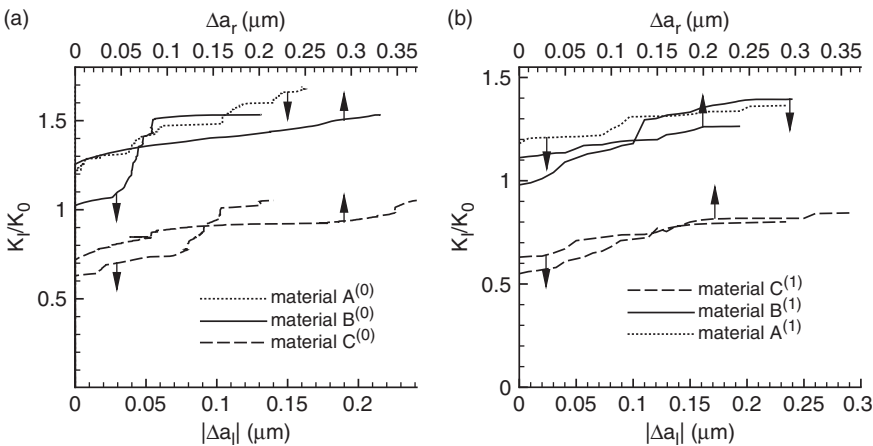 (a)
Δa_r (μm)
0 0.05 0.1 0.15 0.2 0.25 0.3 0.35
K_I/K_0
1.5
1
0.5
0
material A^(0)
material B^(0)
material C^(0)
0 0.05 0.1 0.15 0.2
|Δa_l| (μm)
(b)
Δa_r (μm)
0 0.05 0.1 0.15 0.2 0.25 0.3 0.35
K_I/K_0
1.5
1
0.5
0
material C^(1)
material B^(1)
material A^(1)
0 0.05 0.1 0.15 0.2 0.25 0.3
|Δa_l| (μm)